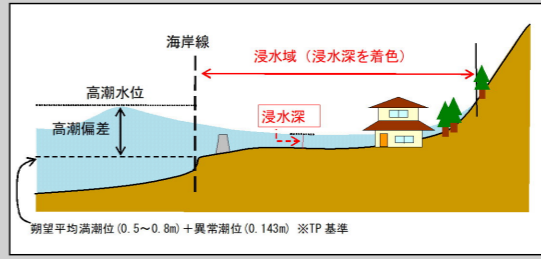 海岸線
浸水域（浸水深を着色）
高潮水位
高潮偏差
浸水深
朔望平均満潮位(0.5～0.8m)＋異常潮位(0.143m) ※TP基準